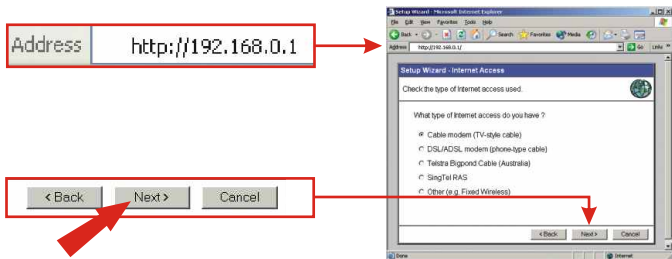 Address http://192.168.0.1
< Back Next > Cancel
Setup Wizard - Microsoft Internet Explorer
File Edit View Favorites Tools Help
Back Search Favorites Media
Address http://192.168.0.1/ Go Links
Setup Wizard - Internet Access
Check the type of Internet access used.
What type of Internet access do you have ?
Cable modem (TV-style cable)
DSL/ADSL modem (phone-type cable)
Telstra Bigpond Cable (Australia)
SingTel RAS
Other (e.g. Fixed Wireless)
< Back Next > Cancel
Done Internet